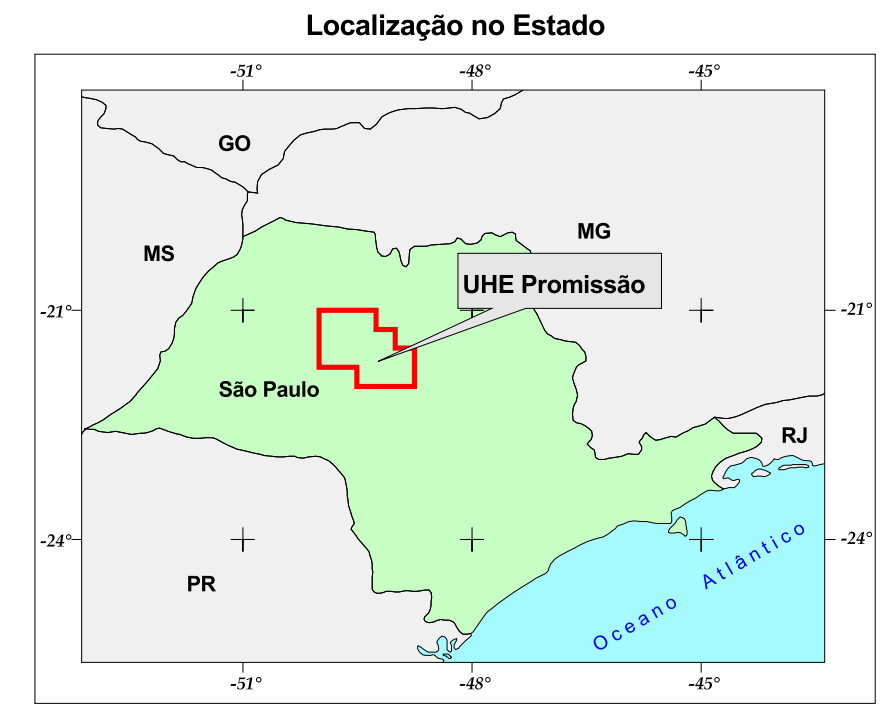 Localização no Estado
-51° -48° -45°
GO
MG
MS
UHE Promissão
-21° -21°
São Paulo
RJ
-24° -24°
Oceano Atlântico
PR
-51° -48° -45°